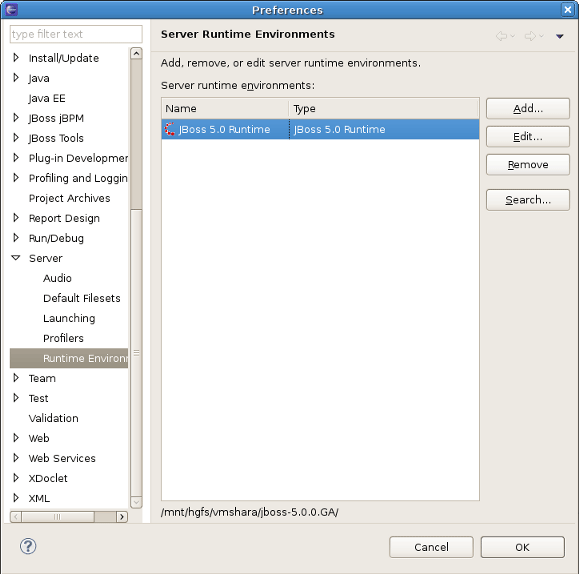 Preferences
type filter text
Install/Update
Java
Java EE
JBoss jBPM
JBoss Tools
Plug-in Developmer
Profiling and Loggin
Project Archives
Report Design
Run/Debug
Server
Audio
Default Filesets
Launching
Profilers
Runtime Environ
Team
Test
Validation
Web
Web Services
XDoclet
XML
Server Runtime Environments
Add, remove, or edit server runtime environments.
Server runtime environments:
Name Type
JBoss 5.0 Runtime JBoss 5.0 Runtime
Add...
Edit...
Remove
Search...
/mnt/hgfs/vmshara/jboss-5.0.0.GA/
?
Cancel OK